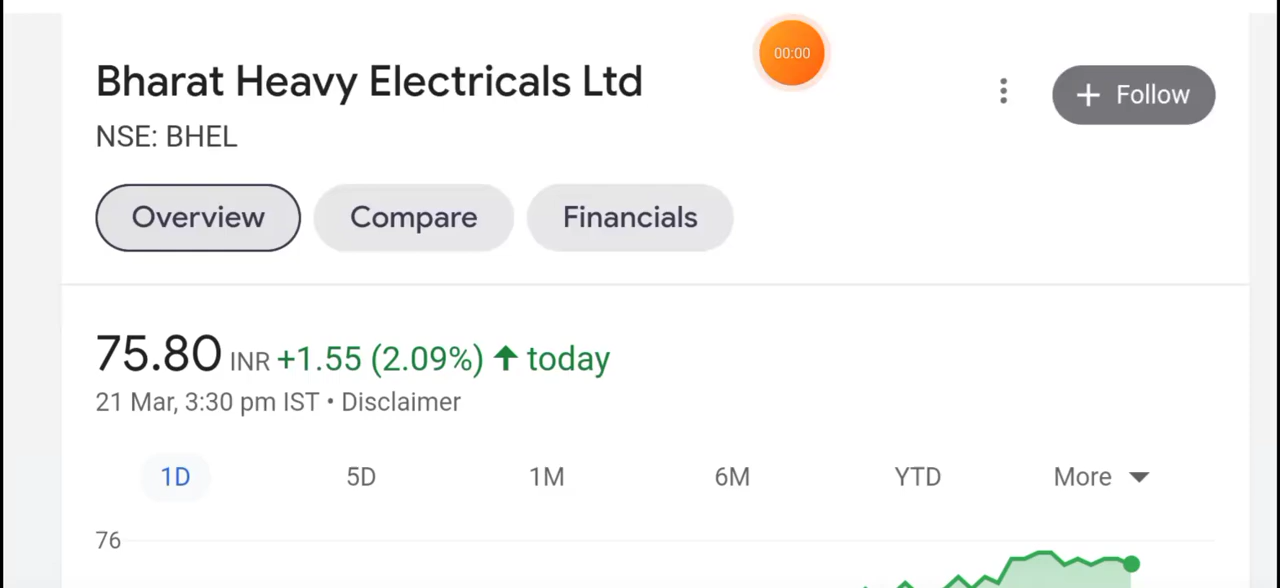 00:00
Bharat Heavy Electricals Ltd
+ Follow
NSE: BHEL
Overview Compare Financials
75.80 INR +1.55 (2.09%) ↑ today
21 Mar, 3:30 pm IST • Disclaimer
1D 5D 1M 6M YTD More
76